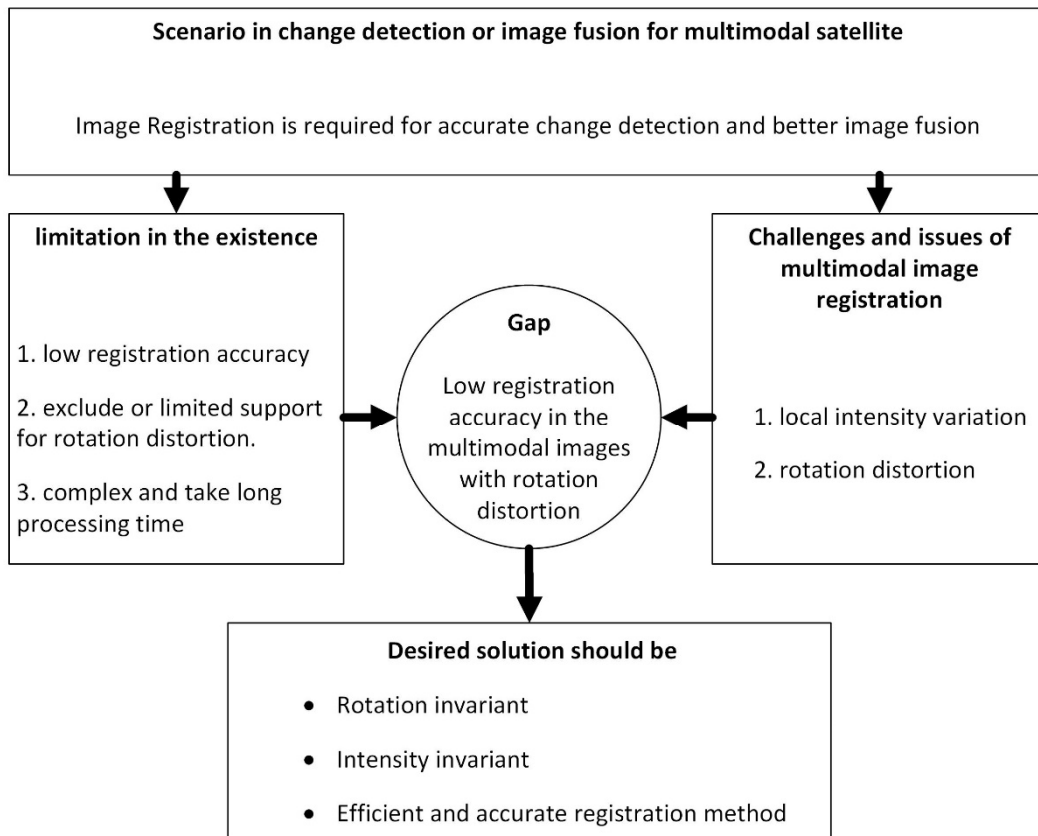 Scenario in change detection or image fusion for multimodal satellite
Image Registration is required for accurate change detection and better image fusion
limitation in the existence
1. low registration accuracy
2. exclude or limited support
for rotation distortion.
3. complex and take long
processing time
Gap
Low registration
accuracy in the
multimodal images
with rotation
distortion
Challenges and issues of
multimodal image
registration
1. local intensity variation
2. rotation distortion
Desired solution should be
• Rotation invariant
• Intensity invariant
• Efficient and accurate registration method